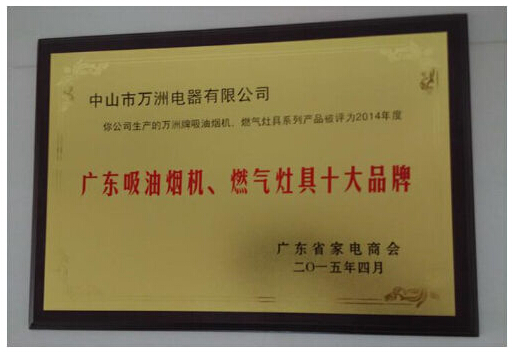 中山市万洲电器有限公司
你公司生产的万洲牌吸油烟机、燃气灶具系列产品被评为2014年度
广东吸油烟机、燃气灶具十大品牌
广东省家电商会
二〇一五年四月